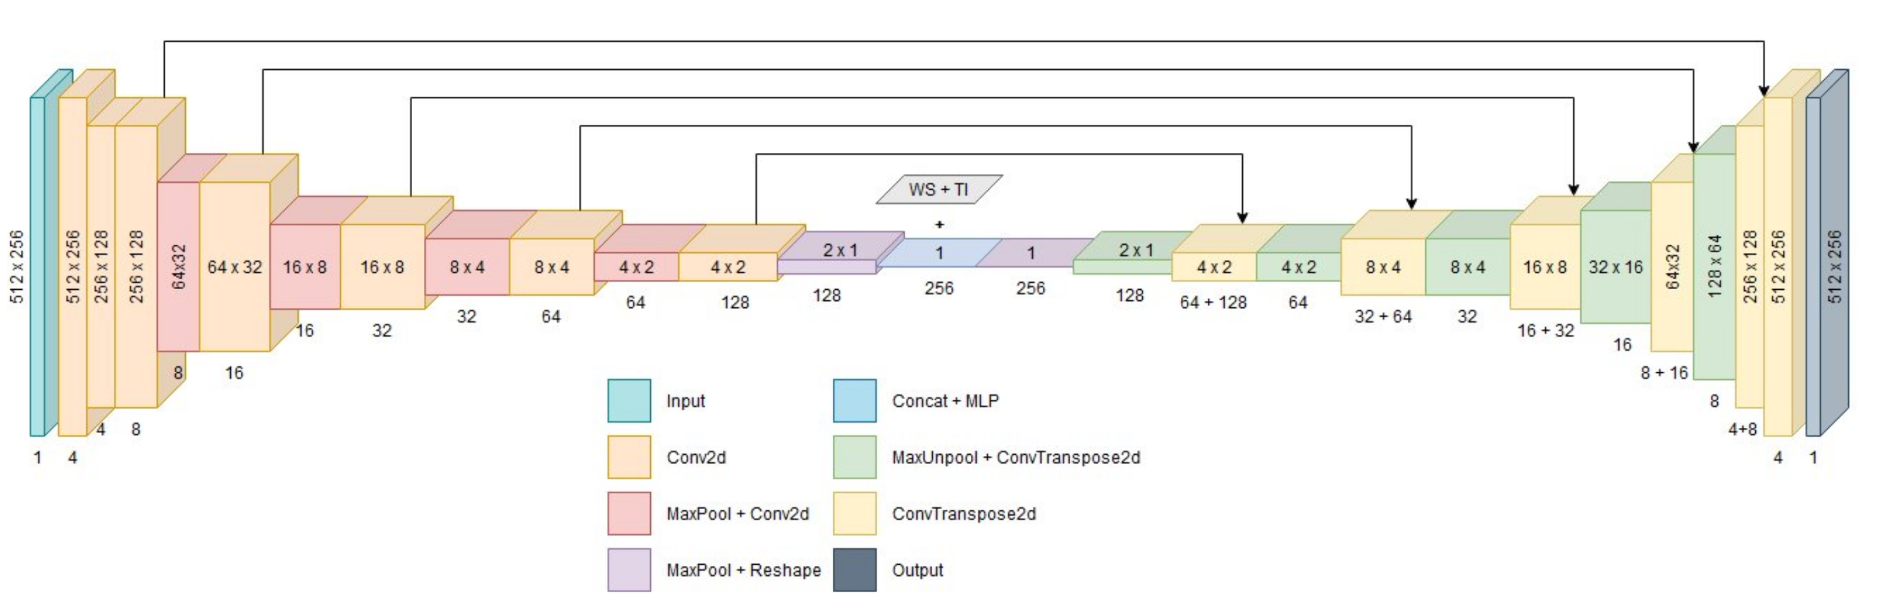 WS + TI
+
512 x 256
512 x 256
256 x 128
256 x 128
64x32
64 x 32
16 x 8
16 x 8
8 x 4
8 x 4
4 x 2
4 x 2
2 x 1
1
1
2 x 1
4 x 2
4 x 2
8 x 4
8 x 4
16 x 8
32 x 16
64x32
128 x 64
256 x 128
512 x 256
512 x 256
1
4
4
8
8
16
16
32
32
64
64
128
128
256
256
128
64 + 128
64
32 + 64
32
16 + 32
16
8 + 16
8
4+8
4
1
Input
Concat + MLP
Conv2d
MaxUnpool + ConvTranspose2d
MaxPool + Conv2d
ConvTranspose2d
MaxPool + Reshape
Output